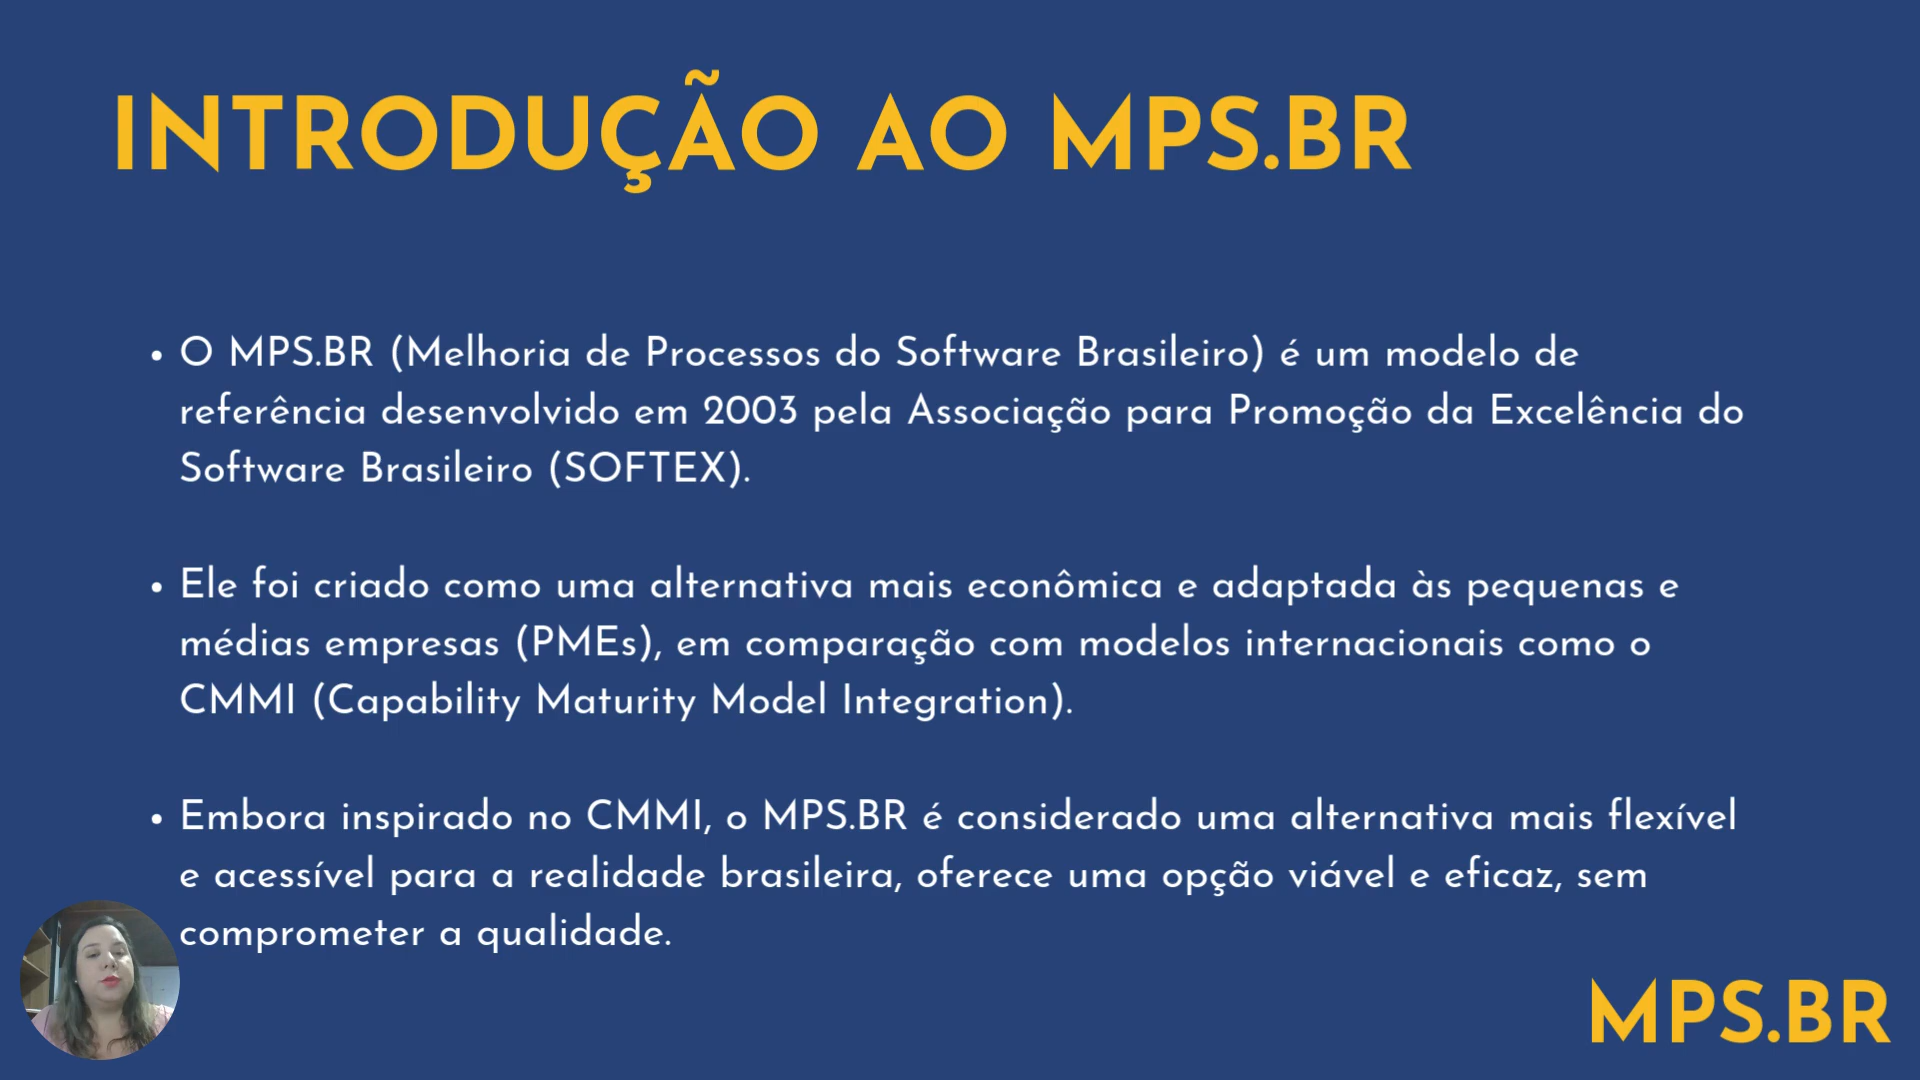 INTRODUÇÃO AO MPS.BR
• O MPS.BR (Melhoria de Processos do Software Brasileiro) é um modelo de
referência desenvolvido em 2003 pela Associação para Promoção da Excelência do
Software Brasileiro (SOFTEX).
• Ele foi criado como uma alternativa mais econômica e adaptada às pequenas e
médias empresas (PMEs), em comparação com modelos internacionais como o
CMMI (Capability Maturity Model Integration).
• Embora inspirado no CMMI, o MPS.BR é considerado uma alternativa mais flexível
e acessível para a realidade brasileira, oferece uma opção viável e eficaz, sem
comprometer a qualidade.
MPS.BR